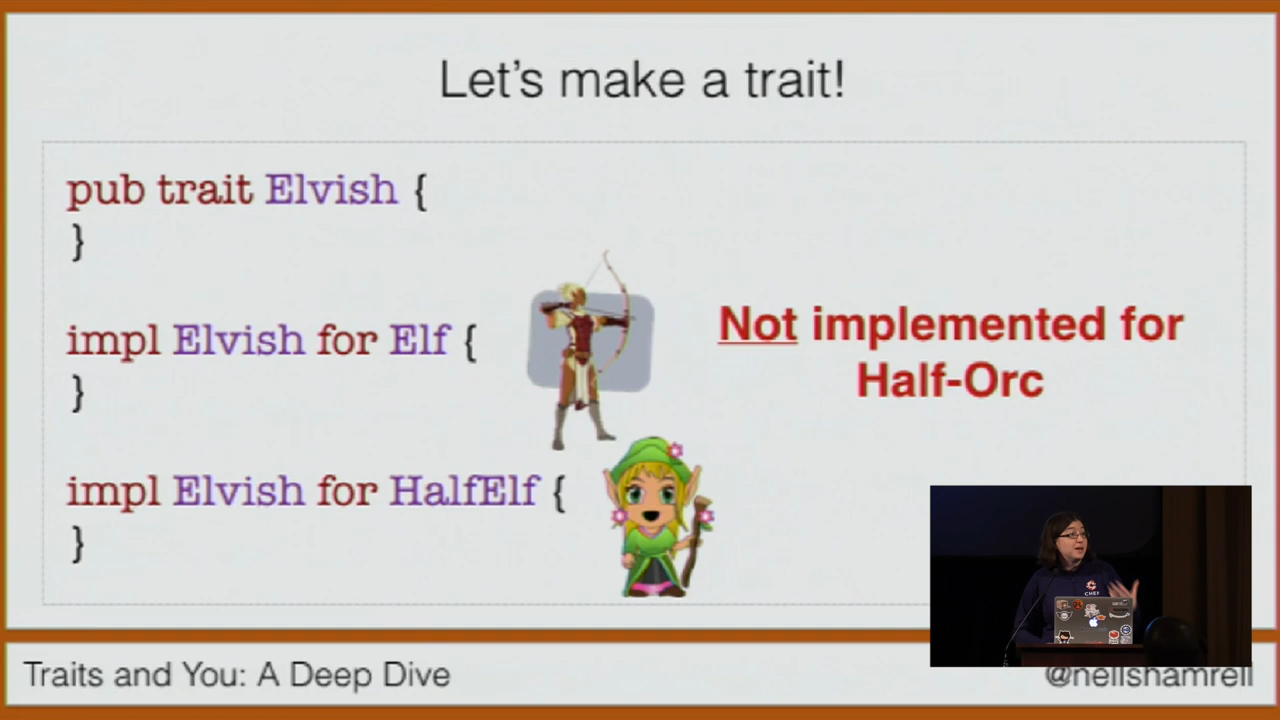 Let's make a trait!
pub trait Elvish {
}
impl Elvish for Elf {
}
Not implemented for
Half-Orc
impl Elvish for HalfElf {
}
CHEF
Traits and You: A Deep Dive
@nellshamrell